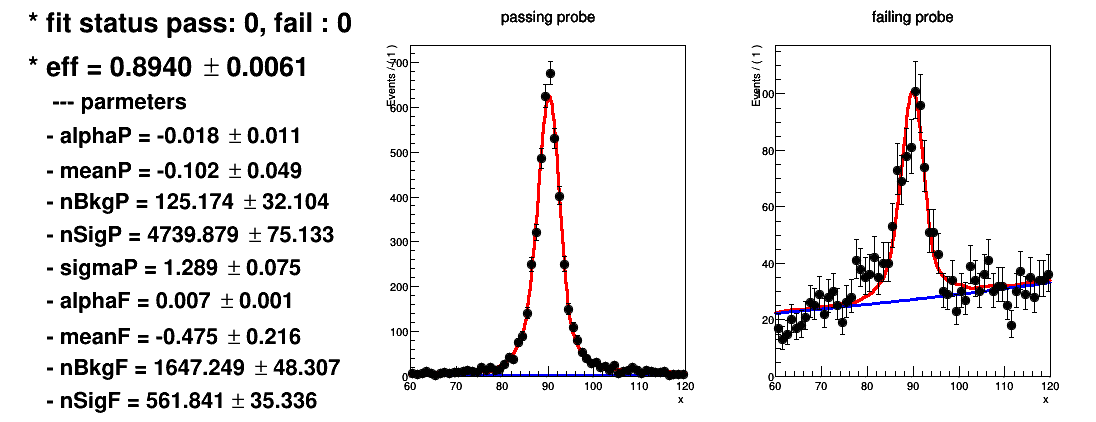 * fit status pass: 0, fail : 0
* eff = 0.8940 ± 0.0061
--- parmeters
- alphaP = -0.018 ± 0.011
- meanP = -0.102 ± 0.049
- nBkgP = 125.174 ± 32.104
- nSigP = 4739.879 ± 75.133
- sigmaP = 1.289 ± 0.075
- alphaF = 0.007 ± 0.001
- meanF = -0.475 ± 0.216
- nBkgF = 1647.249 ± 48.307
- nSigF = 561.841 ± 35.336
passing probe
Events / ( 1 )
700
600
500
400
300
200
100
0
60 70 80 90 100 110 120
x
failing probe
Events / ( 1 )
100
80
60
40
20
0
60 70 80 90 100 110 120
x